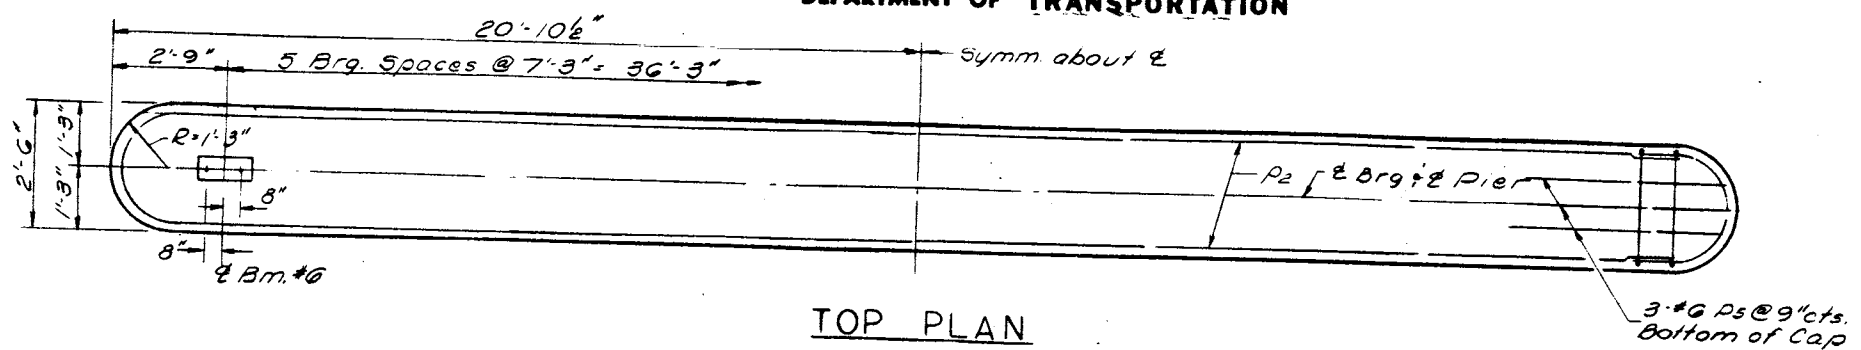 DEPARTMENT OF TRANSPORTATION
20'-10½"
Symm. about ℄
2'-9"
5 Brg. Spaces @ 7'-3" = 36'-3"
2'-6"
1'-3"
1'-3"
R=1'-3"
8"
8"
℄ Bm. #6
P2
℄ Brg & ℄ Pier
3-#6 P5 @ 9" cts.
Bottom of Cap
TOP PLAN